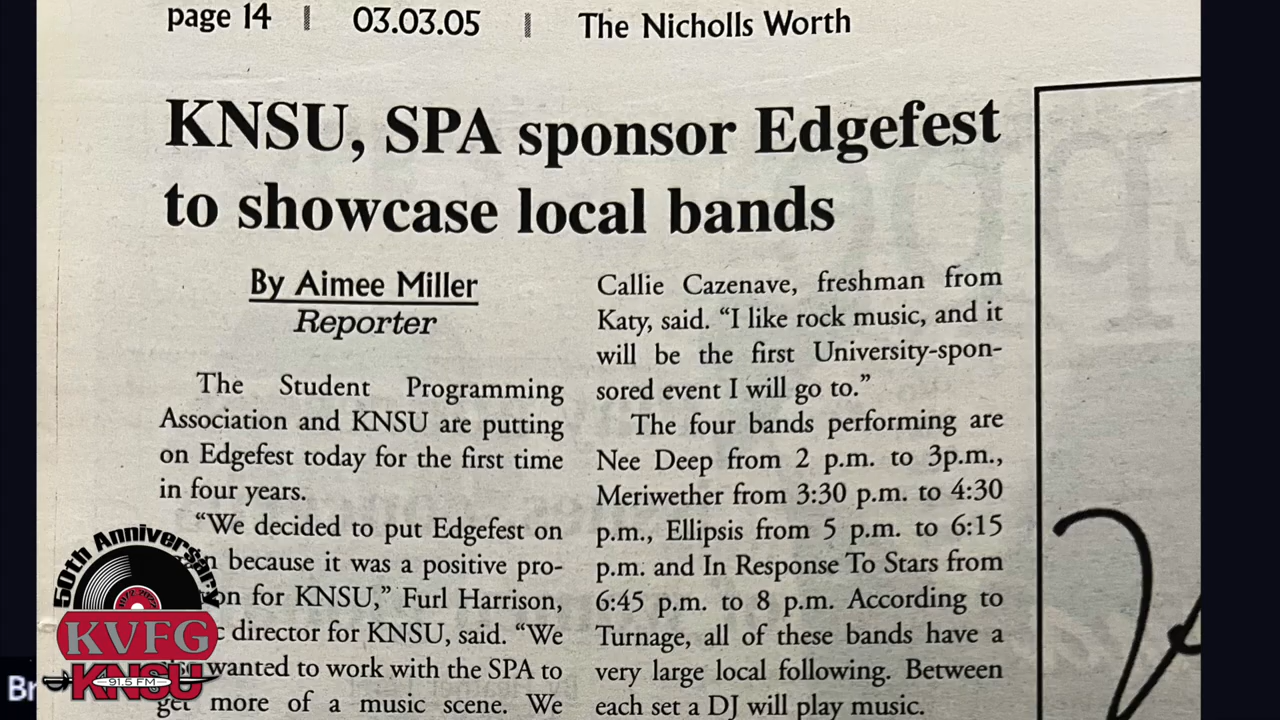 page 14 | 03.03.05 | The Nicholls Worth
KNSU, SPA sponsor Edgefest
to showcase local bands
By Aimee Miller
Reporter
The Student Programming
Association and KNSU are putting
on Edgefest today for the first time
in four years.
“We decided to put Edgefest on
because it was a positive pro-
for KNSU,” Furl Harrison,
director for KNSU, said. “We
wanted to work with the SPA to
get more of a music scene. We
Callie Cazenave, freshman from
Katy, said. “I like rock music, and it
will be the first University-spon-
sored event I will go to.”
The four bands performing are
Nee Deep from 2 p.m. to 3p.m.,
Meriwether from 3:30 p.m. to 4:30
p.m., Ellipsis from 5 p.m. to 6:15
p.m. and In Response To Stars from
6:45 p.m. to 8 p.m. According to
Turnage, all of these bands have a
very large local following. Between
each set a DJ will play music.
50th Anniversary
KVFG
KNSU
91.5 FM
Br